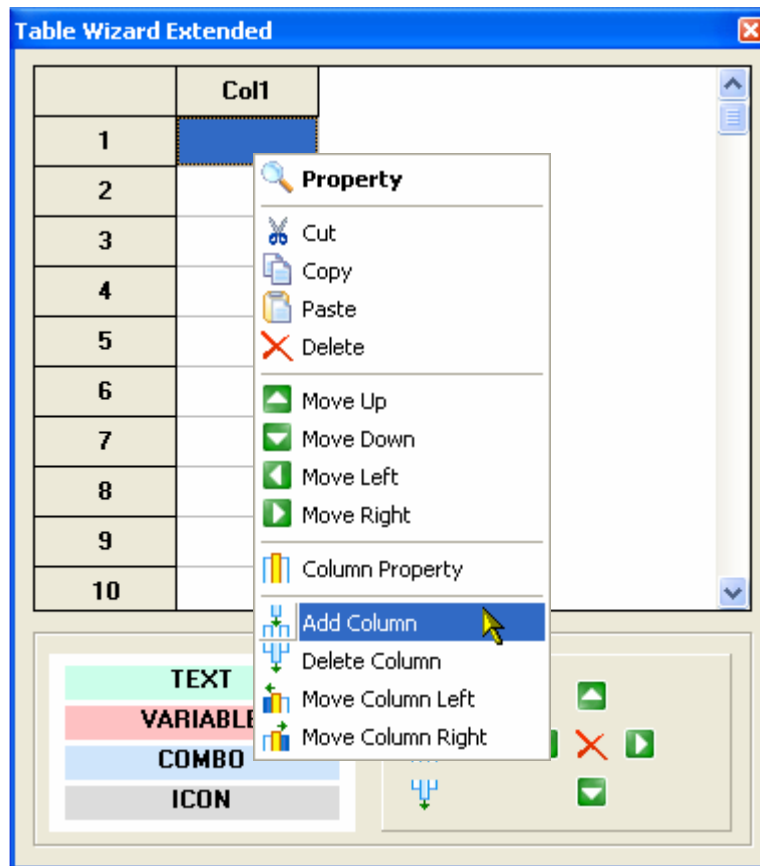 Table Wizard Extended
Col1
1
2
3
4
5
6
7
8
9
10
Property
Cut
Copy
Paste
Delete
Move Up
Move Down
Move Left
Move Right
Column Property
Add Column
Delete Column
Move Column Left
Move Column Right
TEXT
VARIABLE
COMBO
ICON